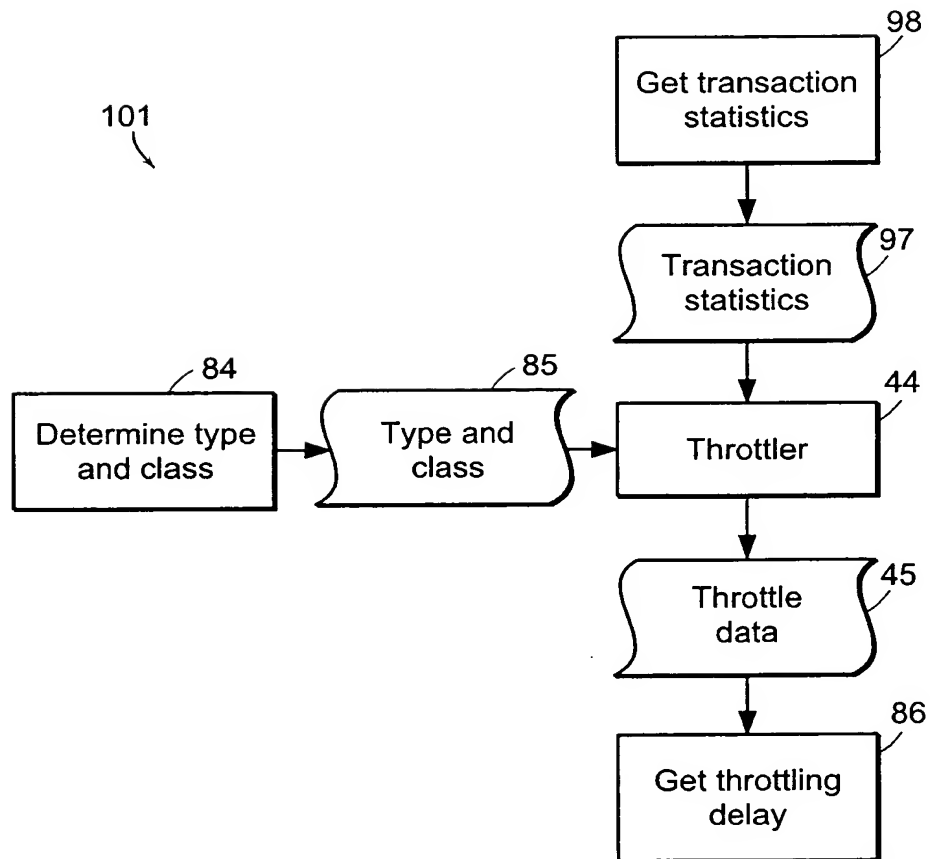 98
Get transaction
statistics
101
97
Transaction
statistics
84
Determine type
and class
85
Type and
class
44
Throttler
45
Throttle
data
86
Get throttling
delay